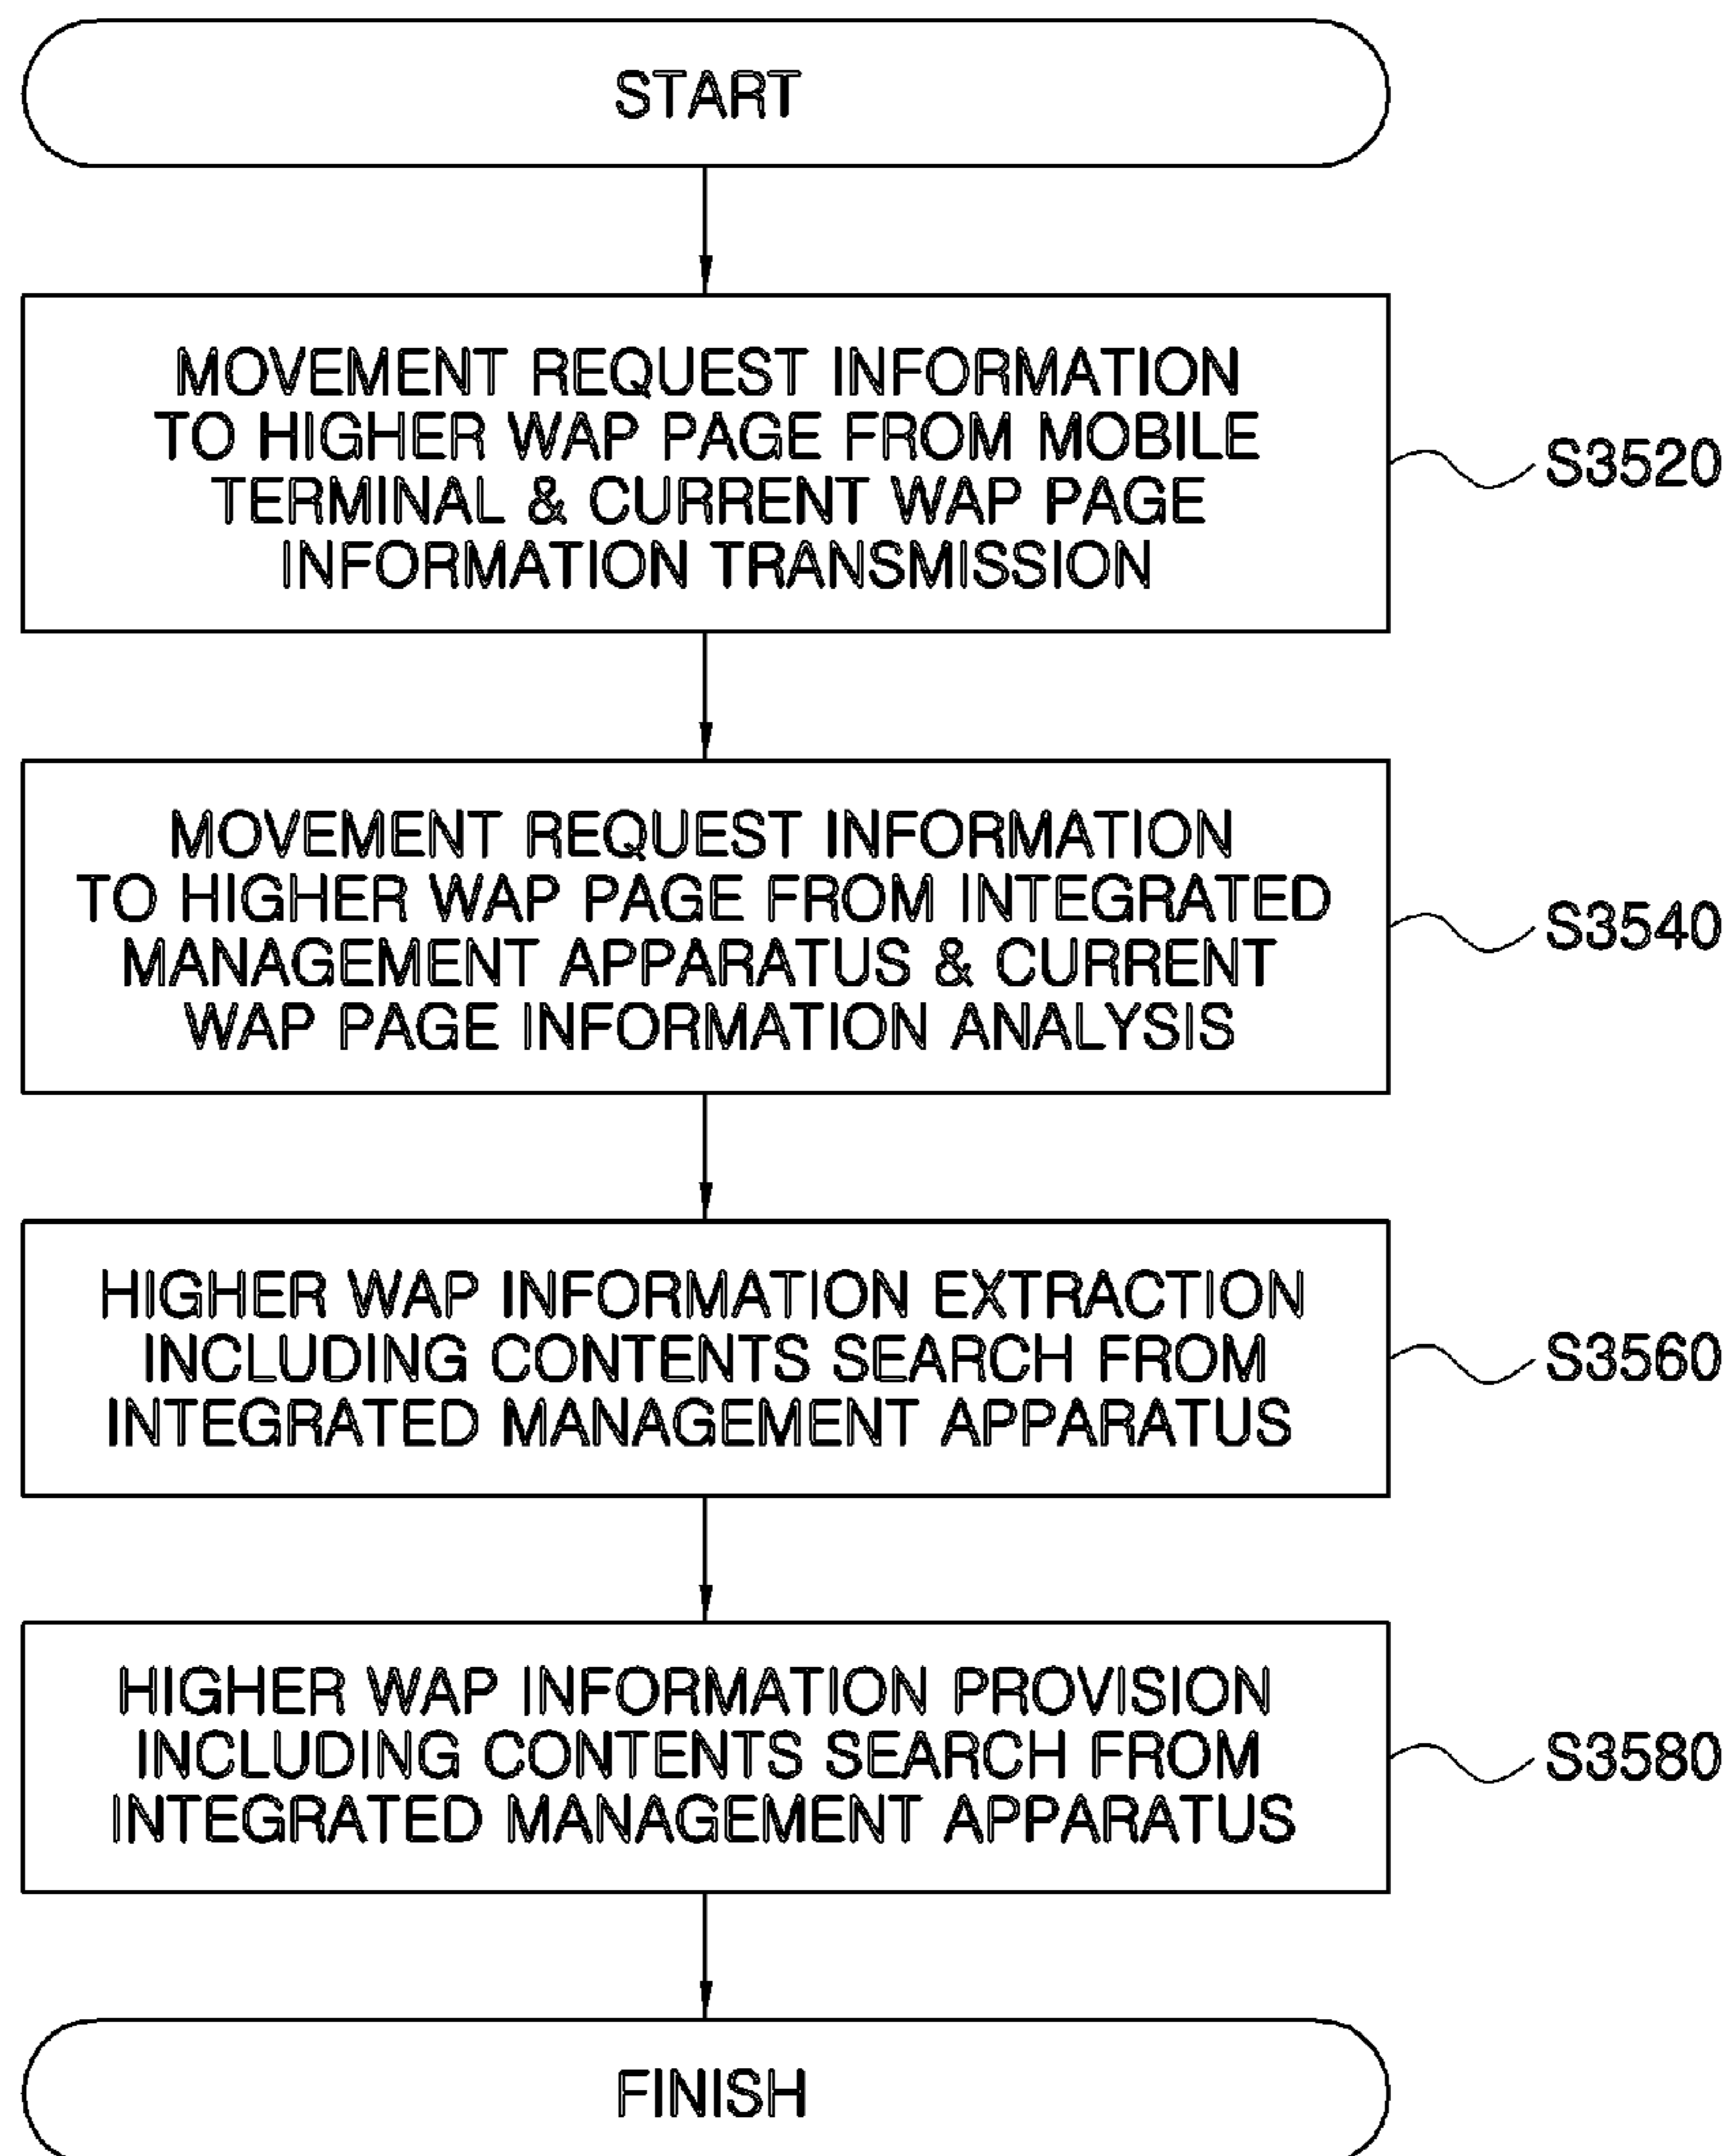 START
MOVEMENT REQUEST INFORMATION
TO HIGHER WAP PAGE FROM MOBILE
TERMINAL & CURRENT WAP PAGE
INFORMATION TRANSMISSION
S3520
MOVEMENT REQUEST INFORMATION
TO HIGHER WAP PAGE FROM INTEGRATED
MANAGEMENT APPARATUS & CURRENT
WAP PAGE INFORMATION ANALYSIS
S3540
HIGHER WAP INFORMATION EXTRACTION
INCLUDING CONTENTS SEARCH FROM
INTEGRATED MANAGEMENT APPARATUS
S3560
HIGHER WAP INFORMATION PROVISION
INCLUDING CONTENTS SEARCH FROM
INTEGRATED MANAGEMENT APPARATUS
S3580
FINISH